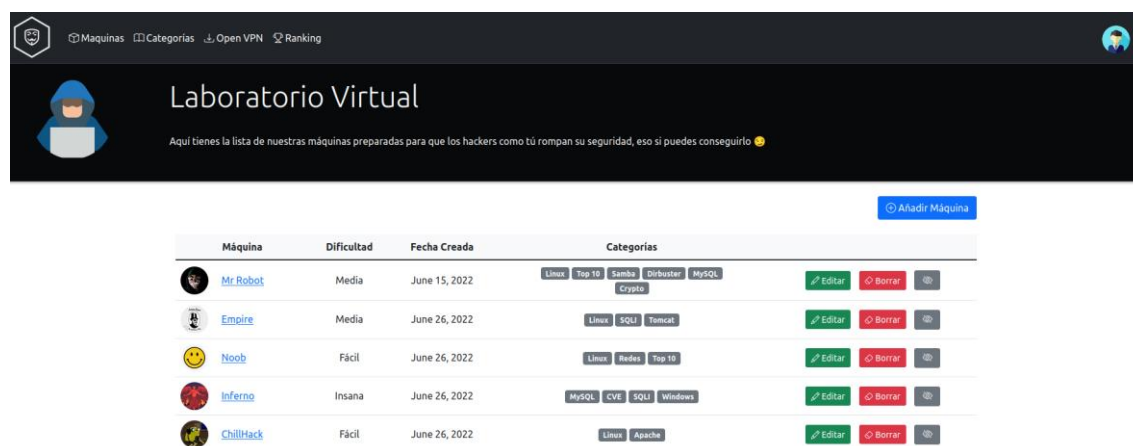 Maquinas Categorías Open VPN Ranking
Laboratorio Virtual
Aquí tienes la lista de nuestras máquinas preparadas para que los hackers como tú rompan su seguridad, eso si puedes conseguirlo 😏
Añadir Máquina
Máquina Dificultad Fecha Creada Categorías
Mr Robot Media June 15, 2022 Linux Top 10 Samba Dirbuster MySQL
Crypto Editar Borrar
Empire Media June 26, 2022 Linux SQLI Tomcat Editar Borrar
Noob Fácil June 26, 2022 Linux Redes Top 10 Editar Borrar
Inferno Insana June 26, 2022 MySQL CVE SQLI Windows Editar Borrar
ChillHack Fácil June 26, 2022 Linux Apache Editar Borrar